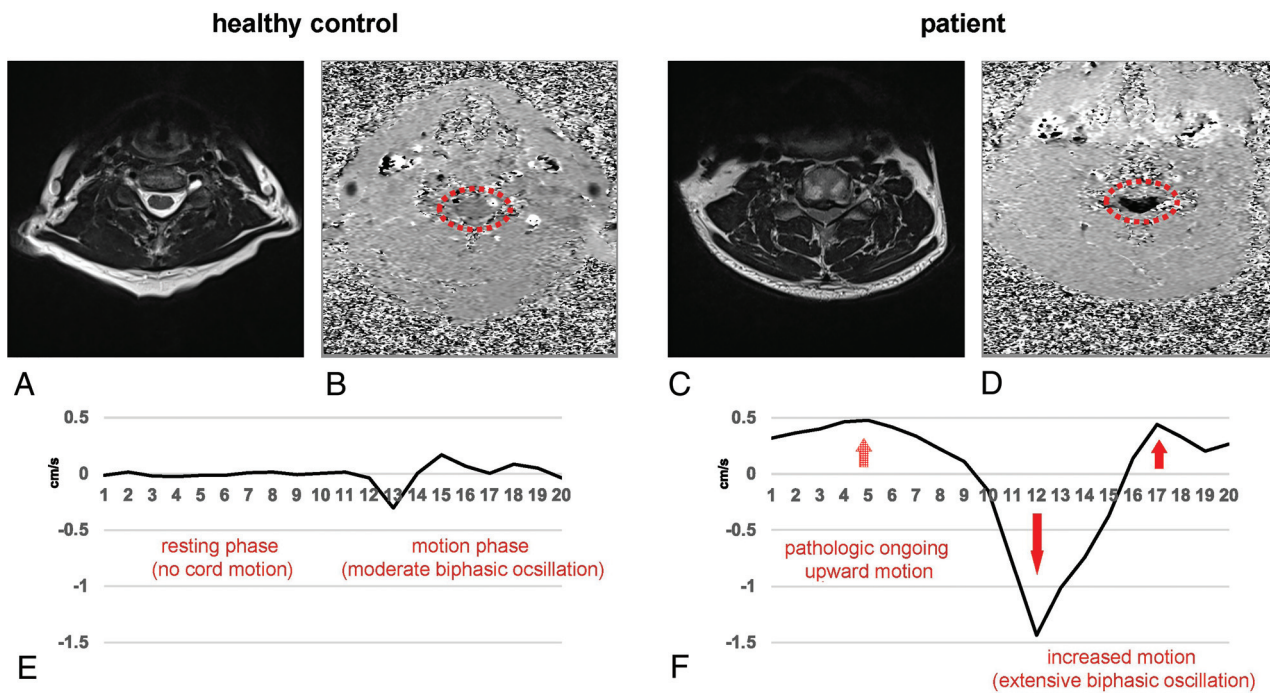 healthy control
patient
A
B
C
D
0.5
0
-0.5
-1
-1.5
cm/s
1 2 3 4 5 6 7 8 9 10 11 12 13 14 15 16 17 18 19 20
resting phase
(no cord motion)
motion phase
(moderate biphasic ocsillation)
E
0.5
0
-0.5
-1
-1.5
cm/s
1 2 3 4 5 6 7 8 9 10 11 12 13 14 15 16 17 18 19 20
pathologic ongoing
upward motion
increased motion
(extensive biphasic oscillation)
F